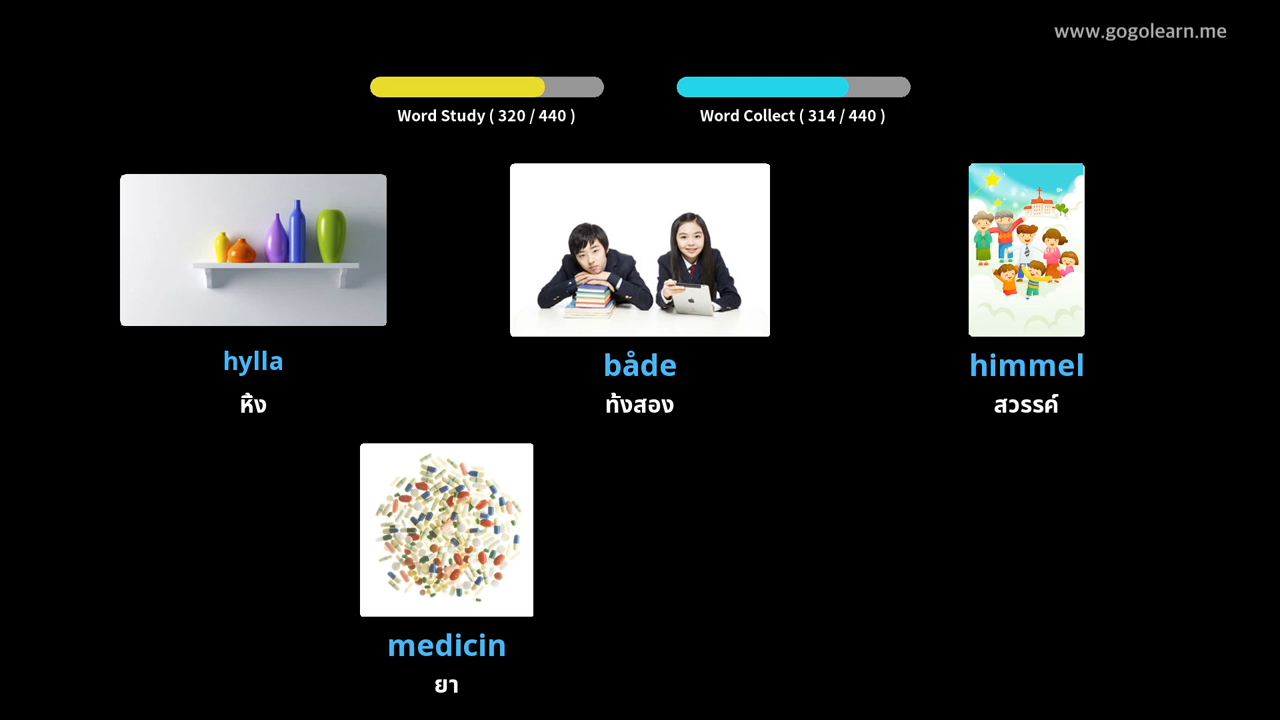 www.gogolearn.me
Word Study ( 320 / 440 )
Word Collect ( 314 / 440 )
hylla
både
himmel
หิ้ง
ทั้งสอง
สวรรค์
medicin
ยา